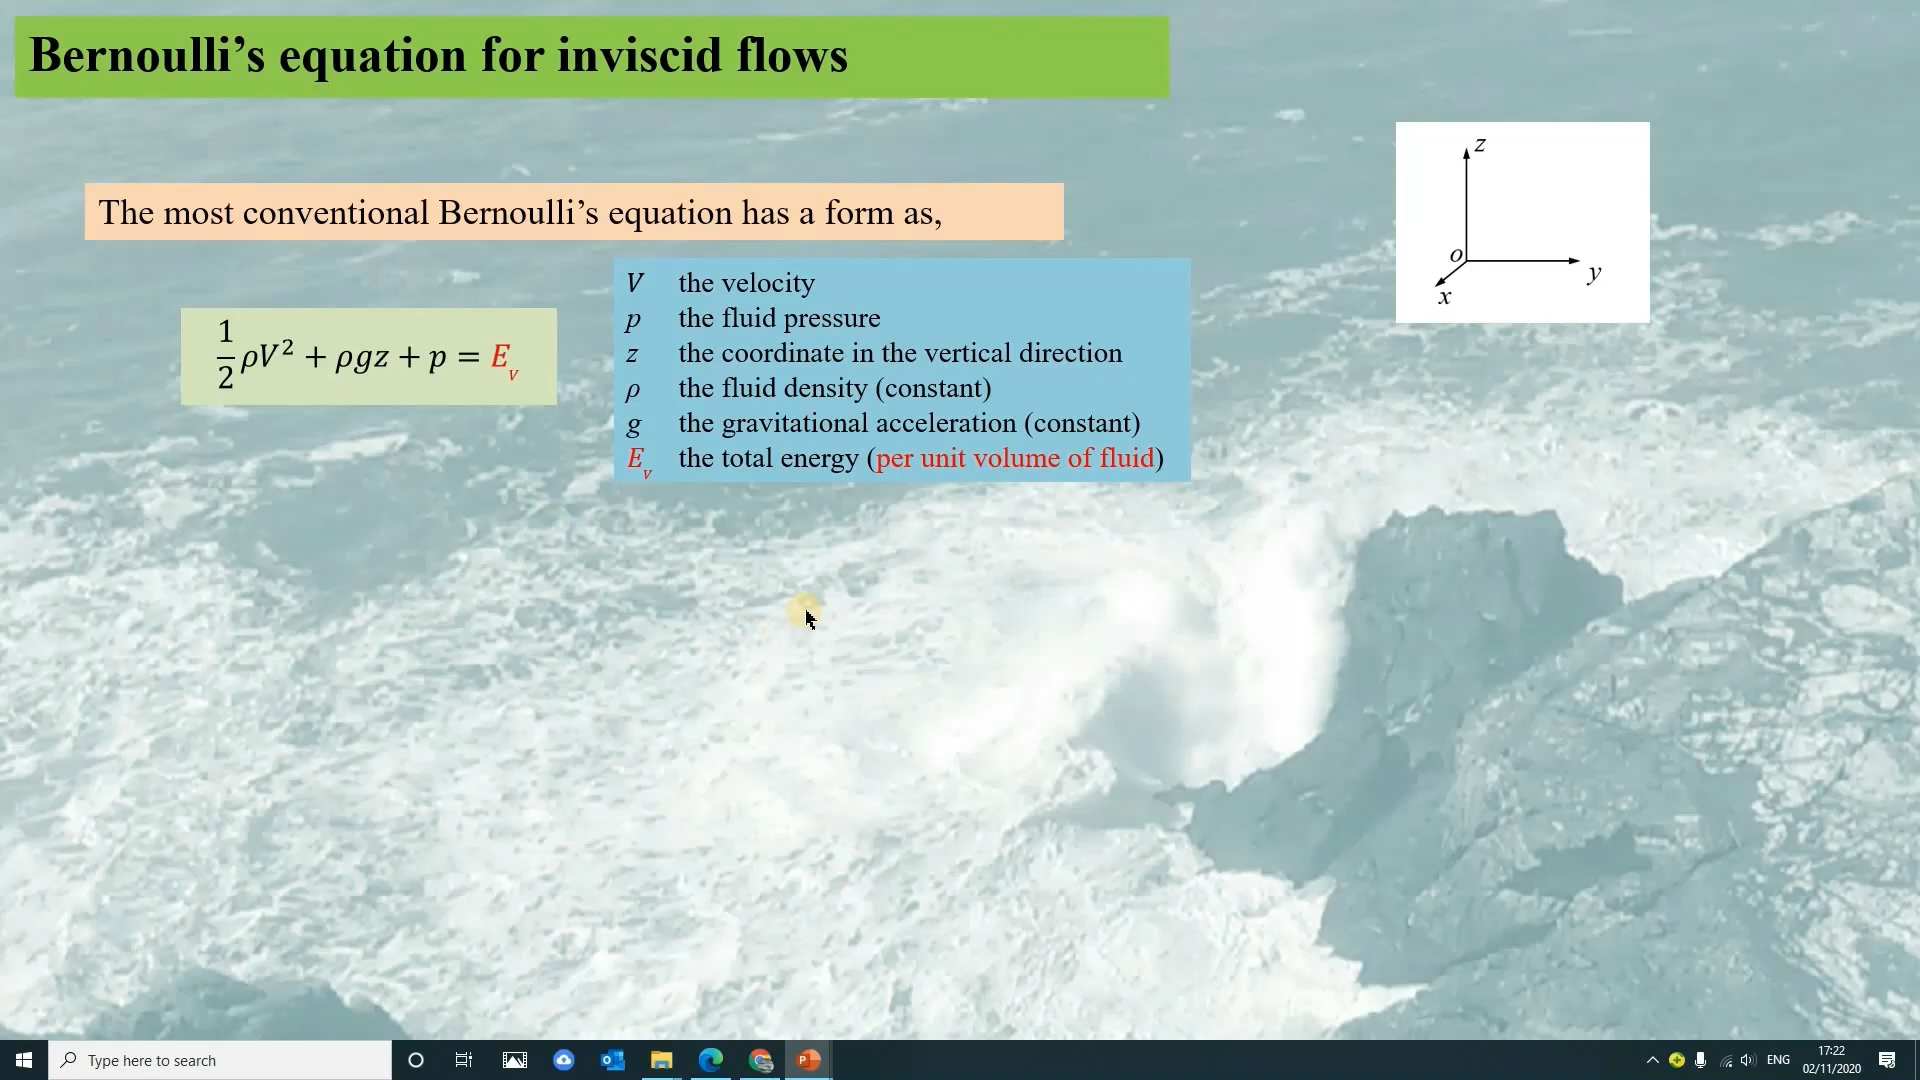 Bernoulli’s equation for inviscid flows
The most conventional Bernoulli’s equation has a form as,
z
o
y
x
V the velocity
p the fluid pressure
z the coordinate in the vertical direction
ρ the fluid density (constant)
g the gravitational acceleration (constant)
E_v the total energy (per unit volume of fluid)
1/2 ρV² + ρgz + p = E_v
Type here to search
ENG
17:22
02/11/2020